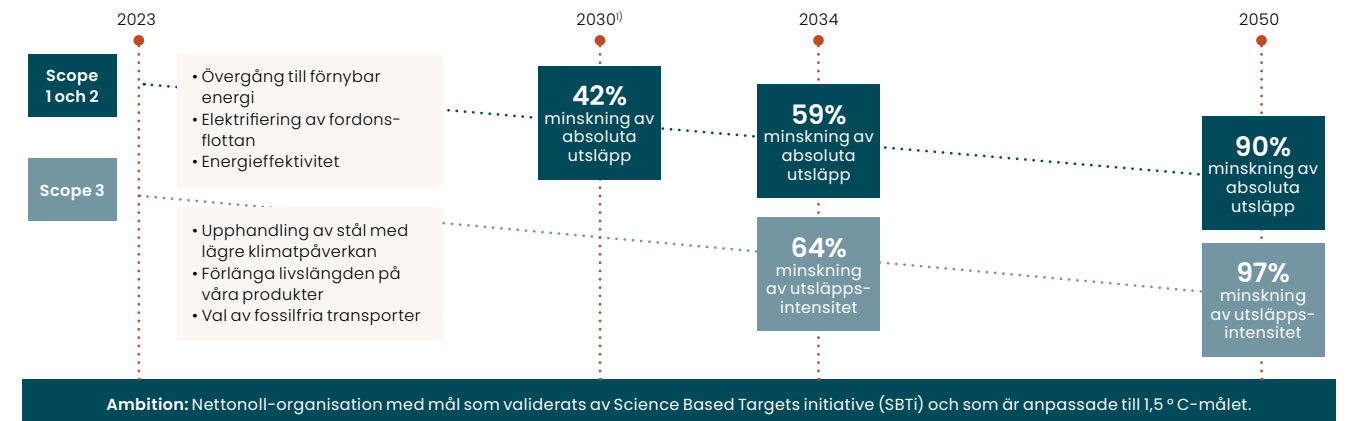 2023
2030¹⁾
2034
2050
Scope
1 och 2
• Övergång till förnybar
energi
• Elektrifiering av fordons-
flottan
• Energieffektivitet
42%
minskning av
absoluta
utsläpp
59%
minskning av
absoluta
utsläpp
90%
minskning av
absoluta
utsläpp
Scope 3
• Upphandling av stål med
lägre klimatpåverkan
• Förlänga livslängden på
våra produkter
• Val av fossilfria transporter
64%
minskning
av utsläpps-
intensitet
97%
minskning
av utsläpps-
intensitet
Ambition: Nettonoll-organisation med mål som validerats av Science Based Targets initiative (SBTi) och som är anpassade till 1,5 ° C-målet.